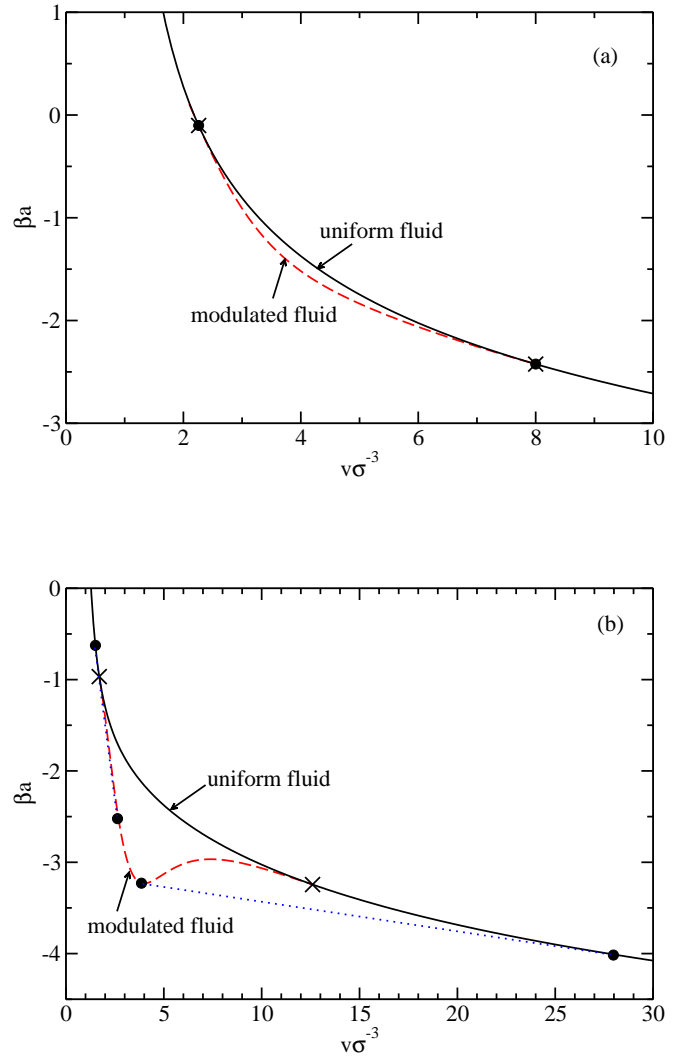 1
(a)
0
-1
βa
uniform fluid
modulated fluid
-2
-3
0 2 4 6 8 10
vσ⁻³
0
(b)
-1
uniform fluid
-2
βa
-3
modulated fluid
-4
0 5 10 15 20 25 30
vσ⁻³